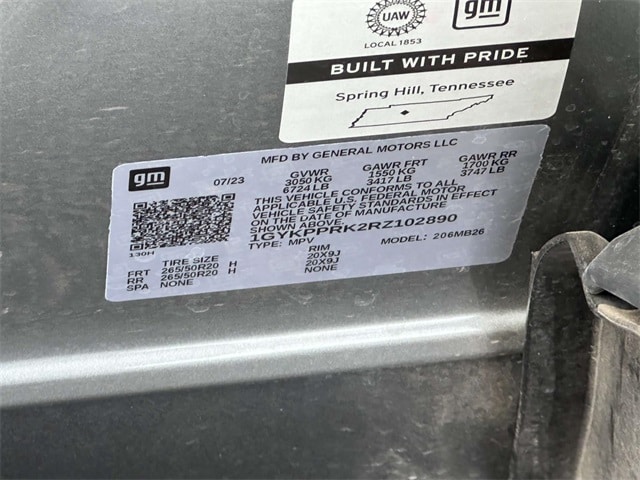 UAW
gm
LOCAL 1853
BUILT WITH PRIDE
Spring Hill, Tennessee
MFD BY GENERAL MOTORS LLC
gm
07/23 GVWR GAWR FRT GAWR RR
3050 KG 1550 KG 1700 KG
6724 LB 3417 LB 3747 LB
THIS VEHICLE CONFORMS TO ALL
APPLICABLE U.S. FEDERAL MOTOR
VEHICLE SAFETY STANDARDS IN EFFECT
ON THE DATE OF MANUFACTURE
SHOWN ABOVE.
1GYKPPRK2RZ102890
TYPE: MPV MODEL: 206MB26
130H
TIRE SIZE RIM
FRT 265/50R20 H 20X9J
RR 265/50R20 H 20X9J
SPA NONE NONE